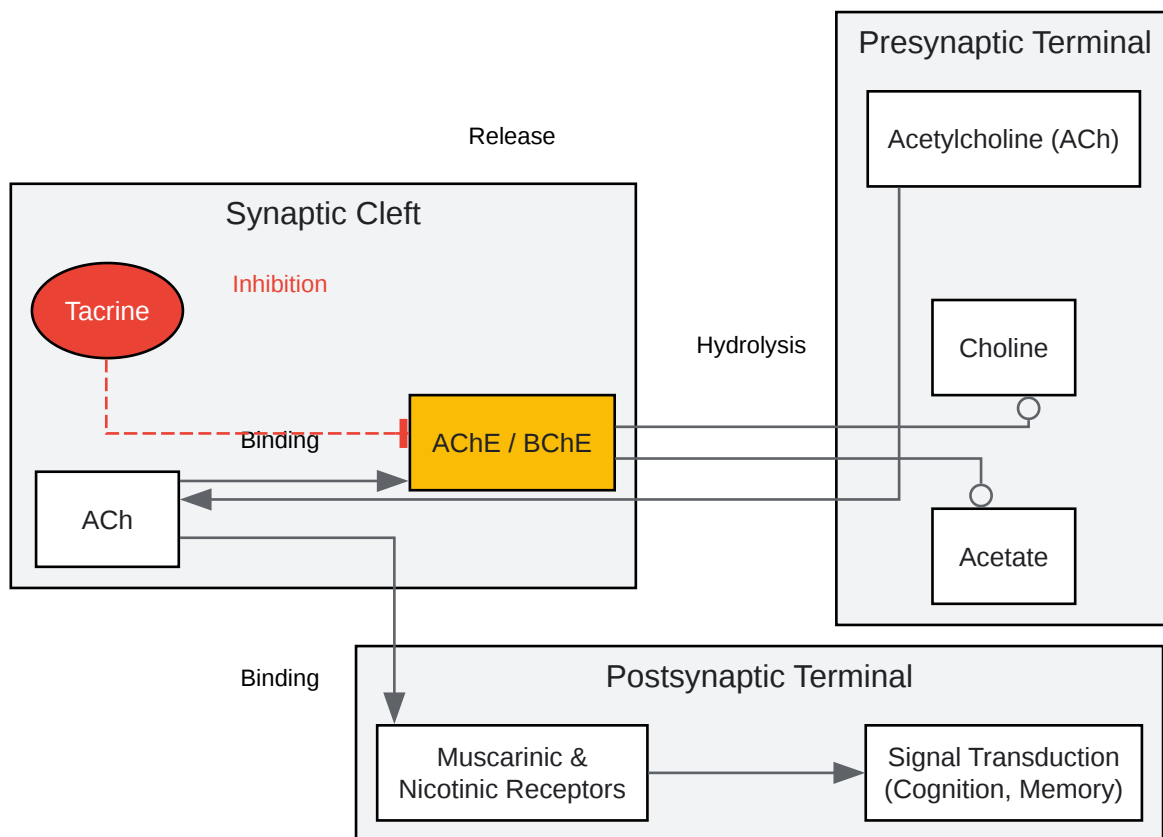 Presynaptic Terminal
Acetylcholine (ACh)
Release
Synaptic Cleft
Inhibition
Tacrine
Hydrolysis
Choline
Binding
AChE / BChE
ACh
Acetate
Binding
Postsynaptic Terminal
Muscarinic &
Nicotinic Receptors
Signal Transduction
(Cognition, Memory)